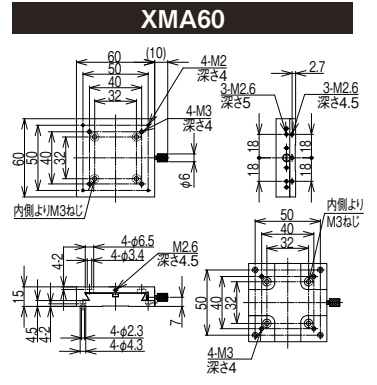 XMA60
60
(10)
50
40
32
4-M2
深さ4
4-M3
深さ4
60
50
40
32
φ6
内側よりM3ねじ
2.7
3-M2.6
深さ5
3-M2.6
深さ4.5
18
18
18
18
4-φ6.5
4-φ3.4
M2.6
深さ4.5
4-2
15
4.5
4-2
7
4-φ2.3
4-φ4.3
内側より
M3ねじ
50
40
32
50
40
32
4-M3
深さ4